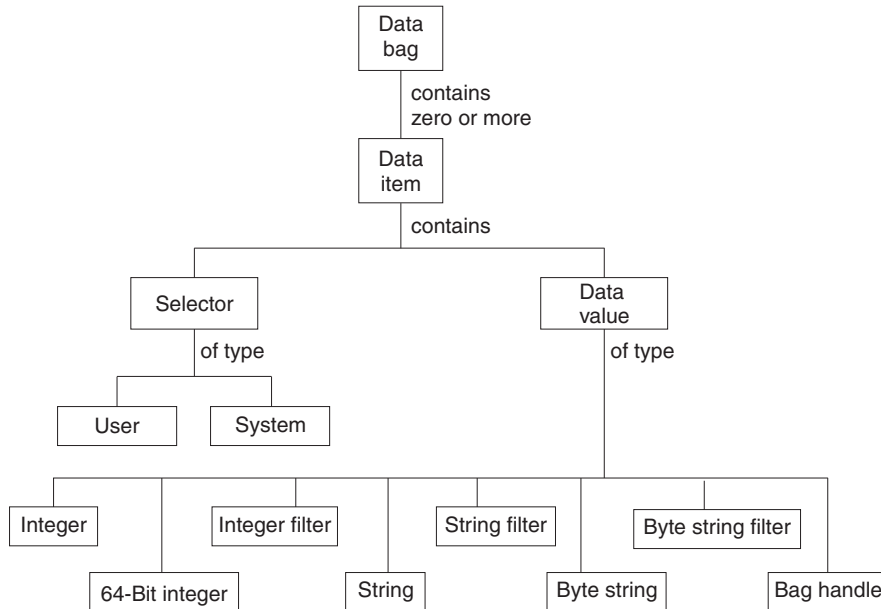 Data
bag
contains
zero or more
Data
item
contains
Selector
Data
value
of type
of type
User
System
Integer
Integer filter
String filter
Byte string filter
64-Bit integer
String
Byte string
Bag handle